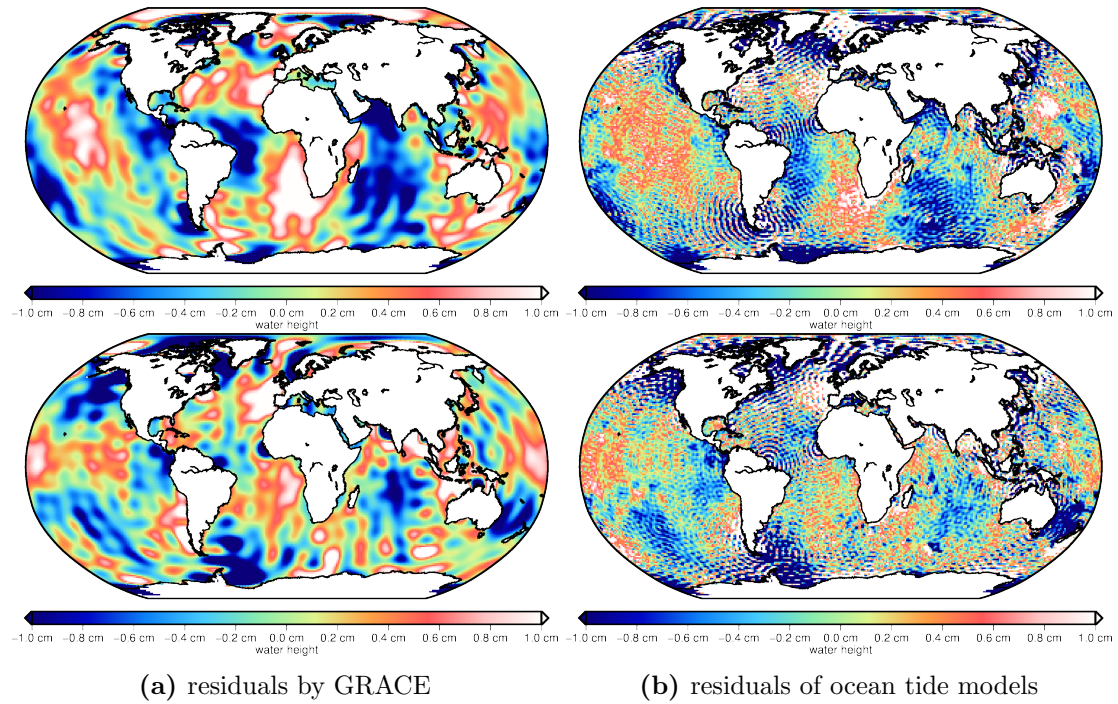 −1.0 cm −0.8 cm −0.6 cm −0.4 cm −0.2 cm 0.0 cm 0.2 cm 0.4 cm 0.6 cm 0.8 cm 1.0 cm
water height
−1.0 cm −0.8 cm −0.6 cm −0.4 cm −0.2 cm 0.0 cm 0.2 cm 0.4 cm 0.6 cm 0.8 cm 1.0 cm
water height
−1.0 cm −0.8 cm −0.6 cm −0.4 cm −0.2 cm 0.0 cm 0.2 cm 0.4 cm 0.6 cm 0.8 cm 1.0 cm
water height
−1.0 cm −0.8 cm −0.6 cm −0.4 cm −0.2 cm 0.0 cm 0.2 cm 0.4 cm 0.6 cm 0.8 cm 1.0 cm
water height
(a) residuals by GRACE
(b) residuals of ocean tide models